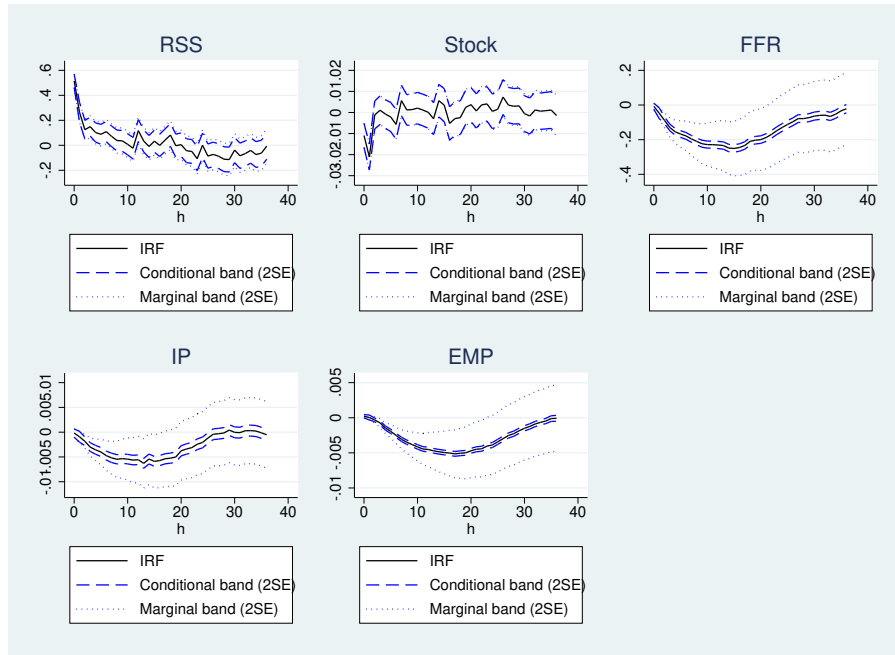 RSS
.6
.4
.2
0
-.2
0
10
20
30
40
h
IRF
Conditional band (2SE)
Marginal band (2SE)
Stock
-.03.02.01 0 .01.02
0
10
20
30
40
h
IRF
Conditional band (2SE)
Marginal band (2SE)
FFR
.2
0
-.2
-.4
0
10
20
30
40
h
IRF
Conditional band (2SE)
Marginal band (2SE)
IP
-.01-.005 0 .005.01
0
10
20
30
40
h
IRF
Conditional band (2SE)
Marginal band (2SE)
EMP
.005
0
-.005
-.01
0
10
20
30
40
h
IRF
Conditional band (2SE)
Marginal band (2SE)